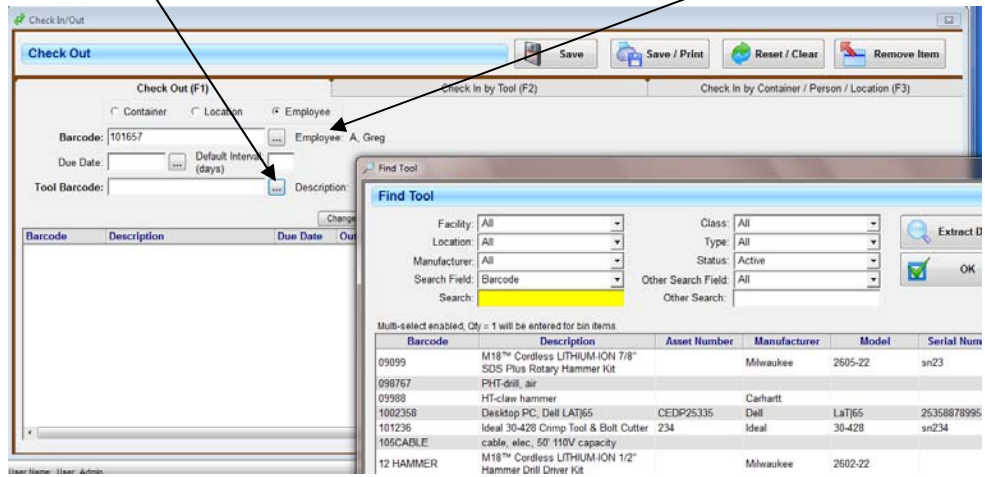 Check In/Out
Check Out
Save
Save / Print
Reset / Clear
Remove Item
Check Out (F1)
Check In by Tool (F2)
Check In by Container / Person / Location (F3)
Container Location Employee
Barcode: 101657 ... Employee: A, Greg
Due Date: ... Default Interval (days)
Tool Barcode: ... Description:
Change
Barcode Description Due Date
Find Tool
Find Tool
Facility: All Class: All
Extract D
Location: All Type: All
Manufacturer: All Status: Active
OK
Search Field: Barcode Other Search Field: All
Search: Other Search:
Multi-select enabled, Qty = 1 will be entered for bin items.
Barcode Description Asset Number Manufacturer Model Serial Num
09099 M18™ Cordless LITHIUM-ION 7/8" SDS Plus Rotary Hammer Kit Milwaukee 2605-22 sn23
098767 PHT-drill, air
09988 HT-claw hammer Carhartt
1002358 Desktop PC, Dell LAT|65 CEDP25335 Dell LaT|65 25358878995
101236 Ideal 30-428 Crimp Tool & Bolt Cutter 234 Ideal 30-428 sn234
105CABLE cable, elec, 50' 110V capacity
12 HAMMER M18™ Cordless LITHIUM-ION 1/2" Hammer Drill Driver Kit Milwaukee 2602-22
User Name: User, Admin